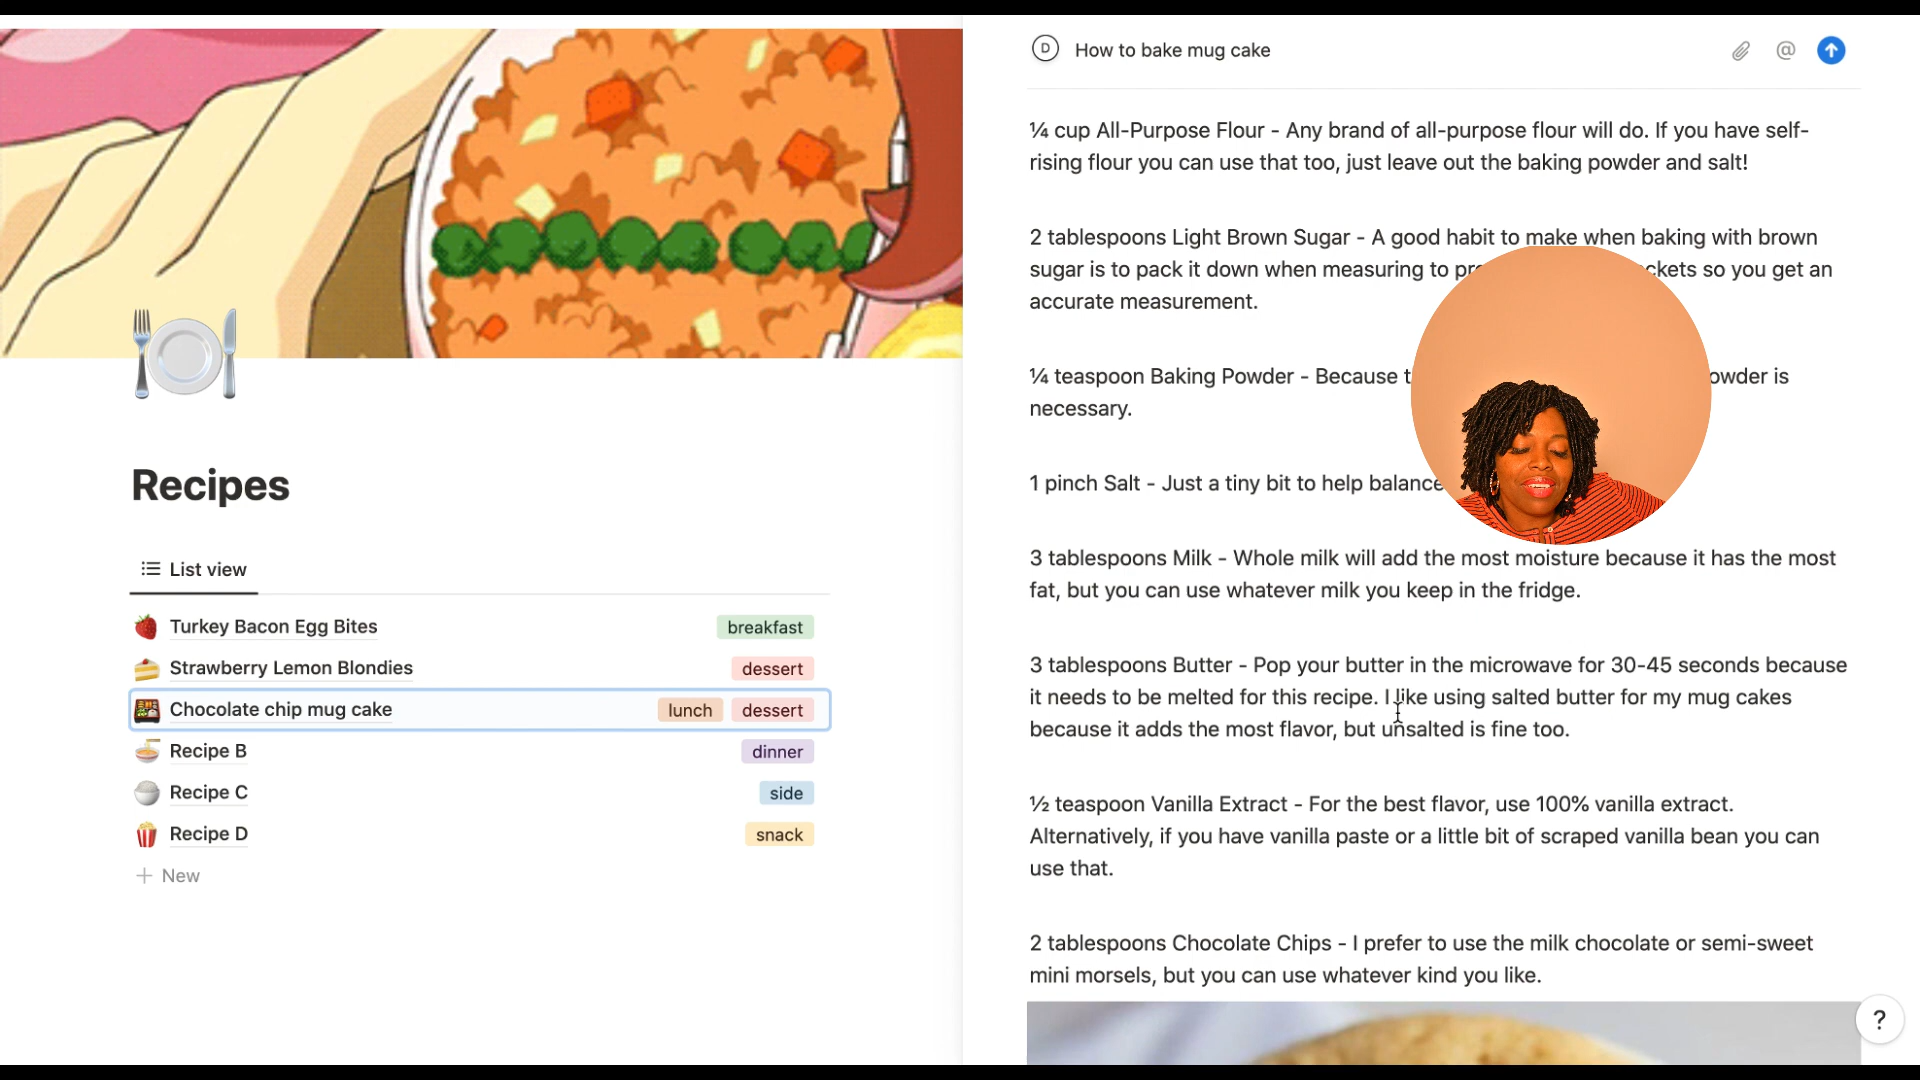 Recipes
List view
Turkey Bacon Egg Bites breakfast
Strawberry Lemon Blondies dessert
Chocolate chip mug cake lunch dessert
Recipe B dinner
Recipe C side
Recipe D snack
+ New
D How to bake mug cake @
¼ cup All-Purpose Flour - Any brand of all-purpose flour will do. If you have self-
rising flour you can use that too, just leave out the baking powder and salt!
2 tablespoons Light Brown Sugar - A good habit to make when baking with brown
sugar is to pack it down when measuring to so you get an
accurate measurement.
¼ teaspoon Baking Powder - Because is
necessary.
1 pinch Salt - Just a tiny bit to help balance
3 tablespoons Milk - Whole milk will add the most moisture because it has the most
fat, but you can use whatever milk you keep in the fridge.
3 tablespoons Butter - Pop your butter in the microwave for 30-45 seconds because
it needs to be melted for this recipe. I like using salted butter for my mug cakes
because it adds the most flavor, but unsalted is fine too.
½ teaspoon Vanilla Extract - For the best flavor, use 100% vanilla extract.
Alternatively, if you have vanilla paste or a little bit of scraped vanilla bean you can
use that.
2 tablespoons Chocolate Chips - I prefer to use the milk chocolate or semi-sweet
mini morsels, but you can use whatever kind you like.
?